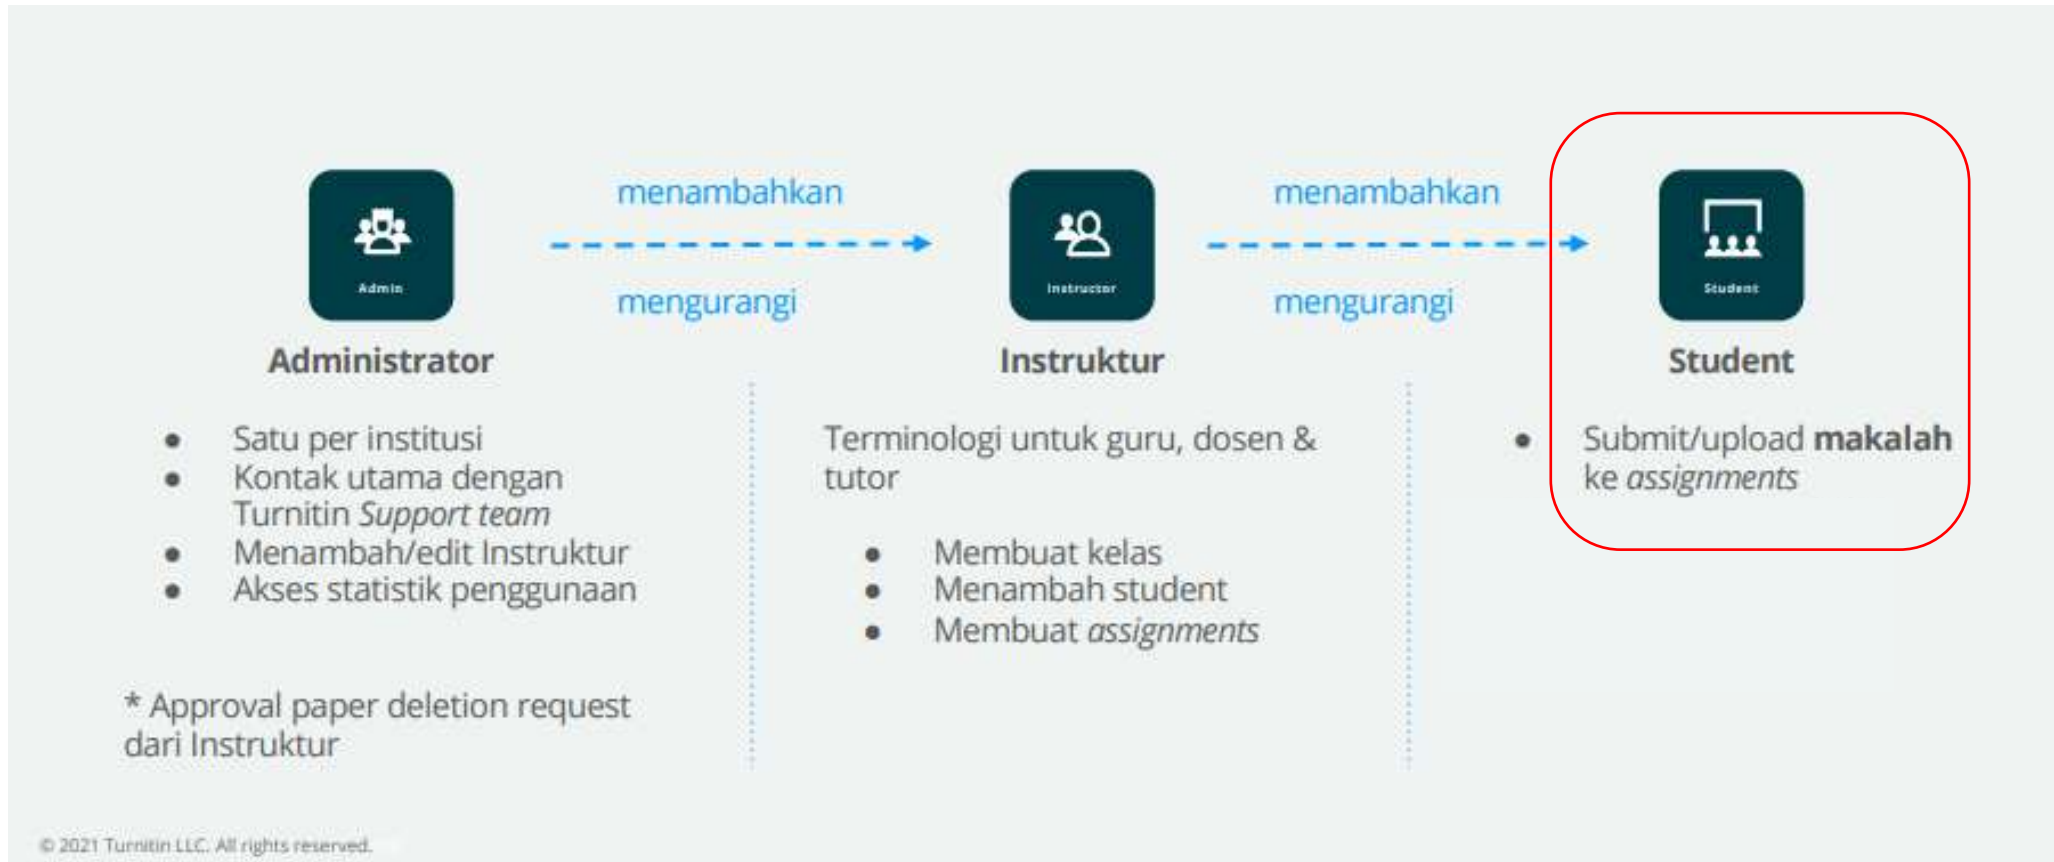 Admin
menambahkan
mengurangi
Instructor
menambahkan
mengurangi
Student
Administrator
Instruktur
Student
● Satu per institusi
● Kontak utama dengan
Turnitin Support team
● Menambah/edit Instruktur
● Akses statistik penggunaan
* Approval paper deletion request
dari Instruktur
Terminologi untuk guru, dosen &
tutor
● Membuat kelas
● Menambah student
● Membuat assignments
● Submit/upload makalah
ke assignments
© 2021 Turnitin LLC. All rights reserved.